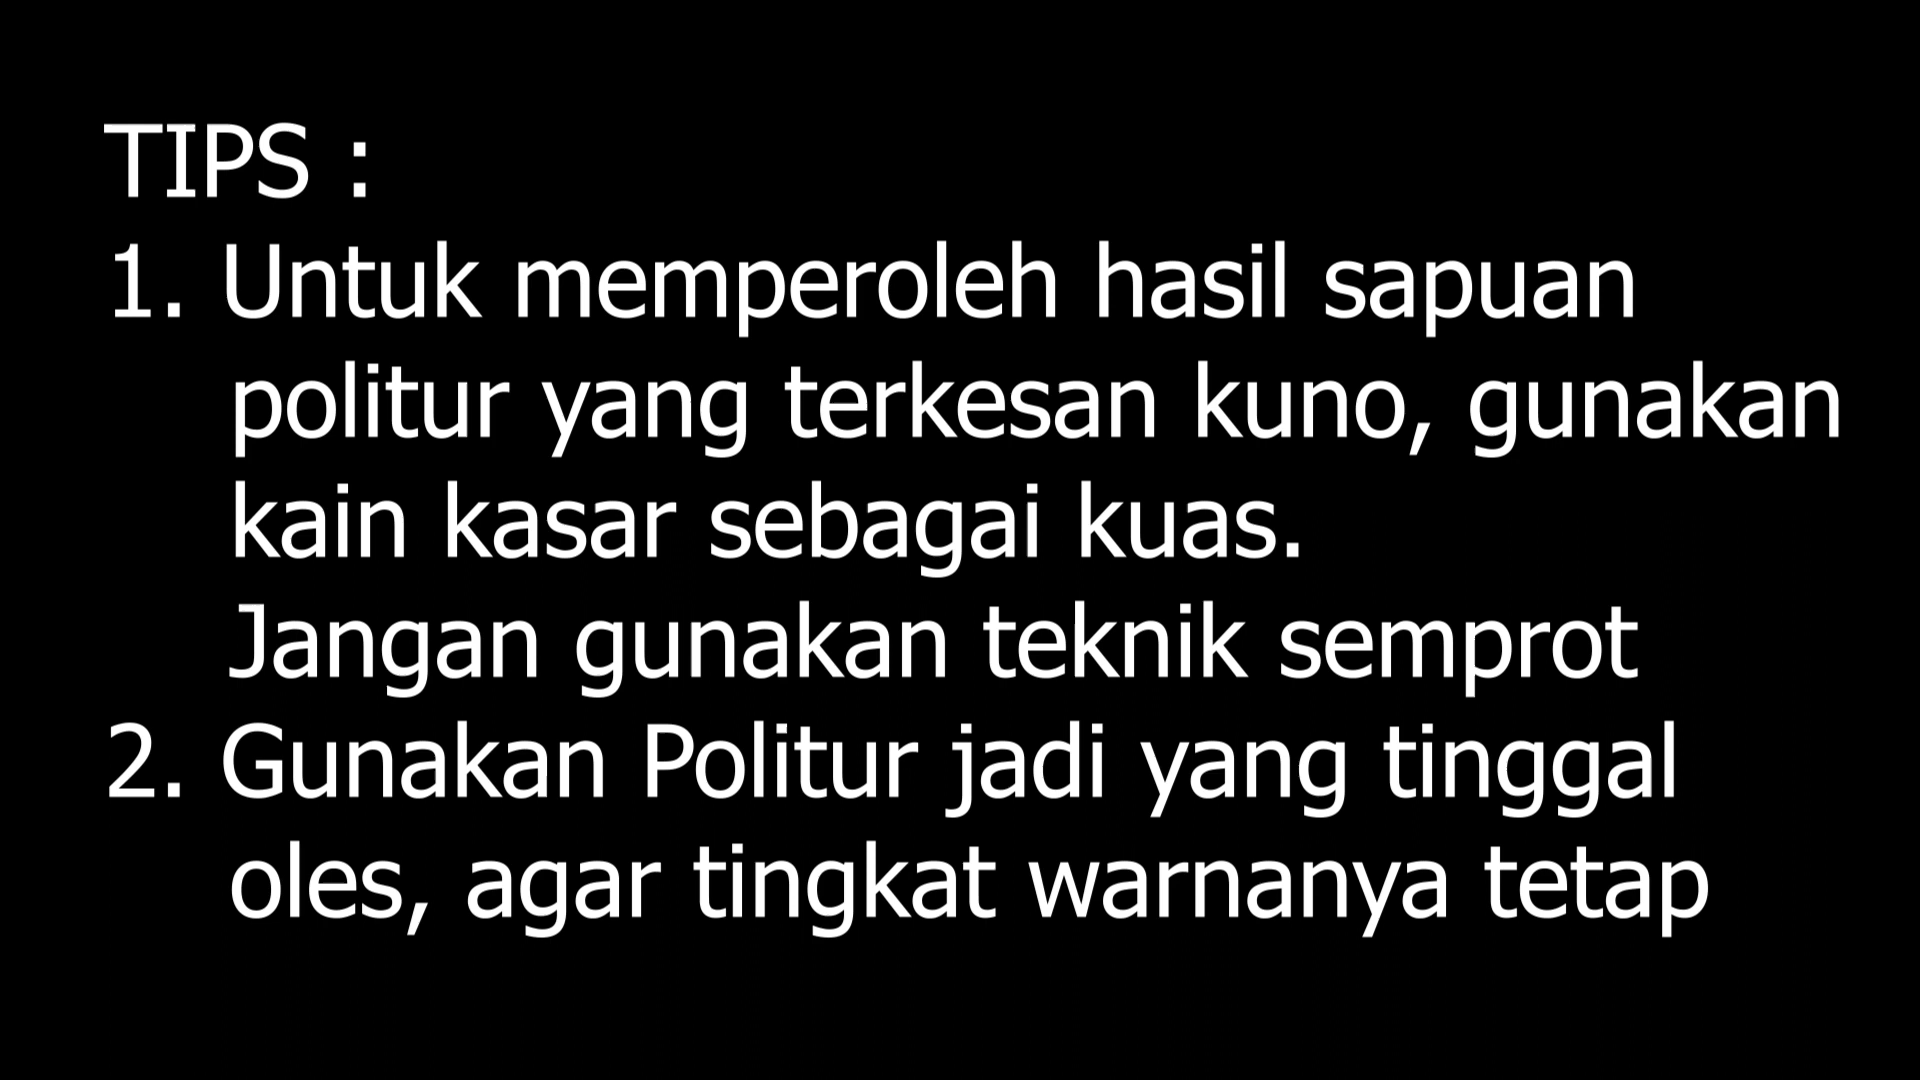 TIPS :
1. Untuk memperoleh hasil sapuan
politur yang terkesan kuno, gunakan
kain kasar sebagai kuas.
Jangan gunakan teknik semprot
2. Gunakan Politur jadi yang tinggal
oles, agar tingkat warnanya tetap